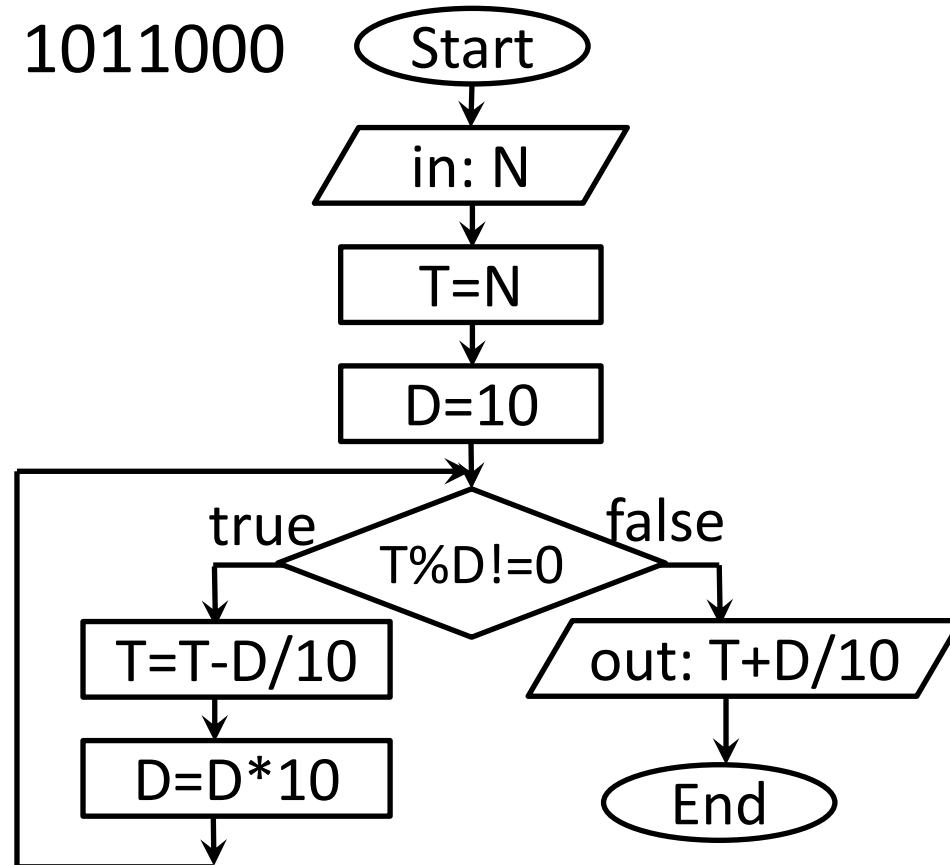 1011000
Start
in: N
T=N
D=10
true
false
T%D!=0
T=T-D/10
out: T+D/10
D=D*10
End